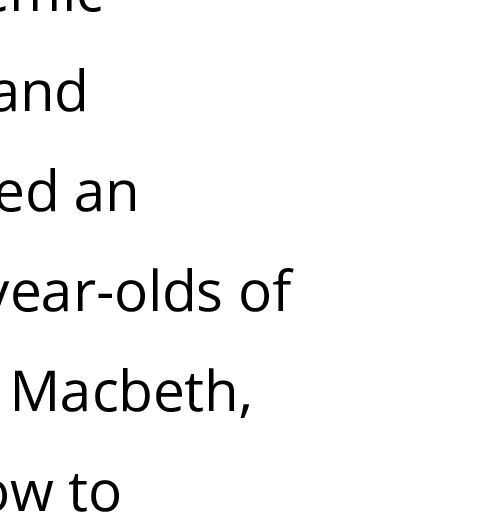 and
ed an
year-olds of
Macbeth,
ow to